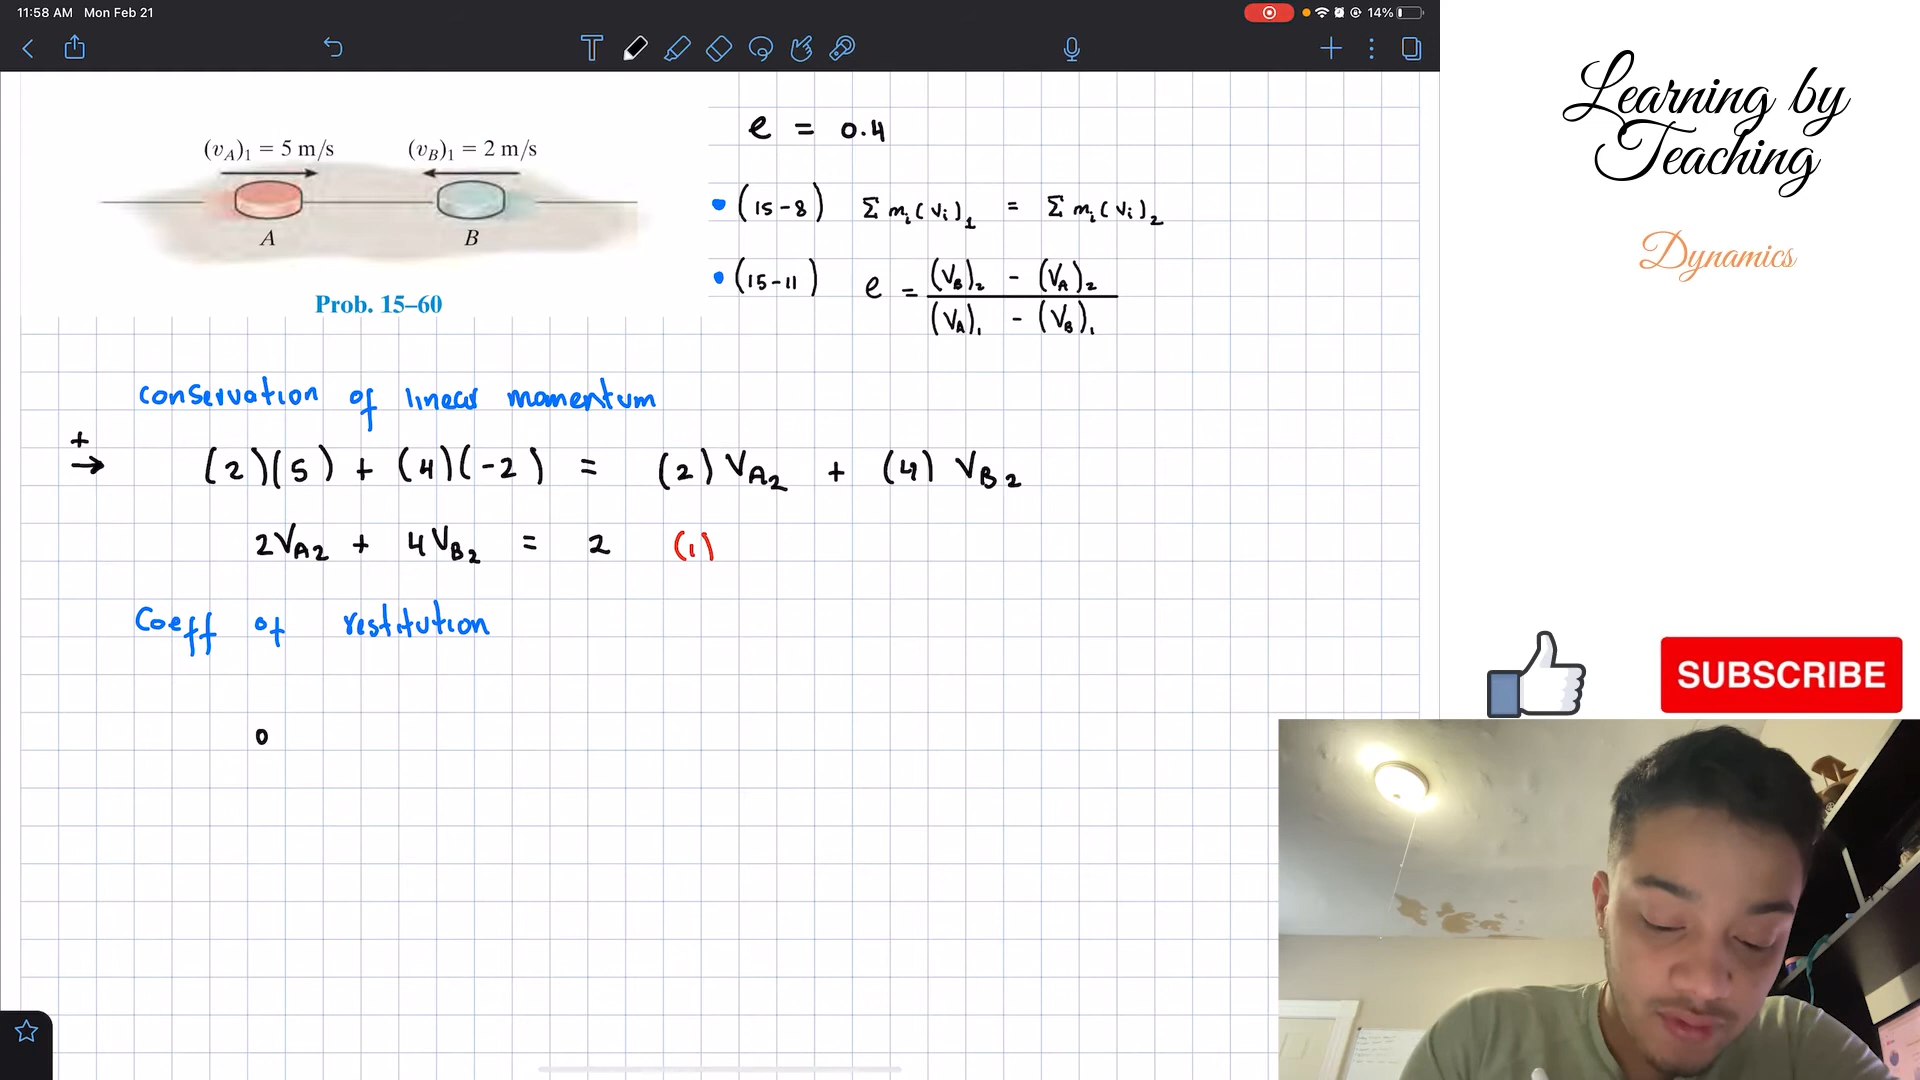 11:58 AM Mon Feb 21
14%
(vA)1 = 5 m/s
(vB)1 = 2 m/s
A
B
Prob. 15–60
e = 0.4
• (15-8) Σ mi(vi)1 = Σ mi(vi)2
• (15-11) e = (VB)2 - (VA)2 / (VA)1 - (VB)1
conservation of linear momentum
+
→ (2)(5) + (4)(-2) = (2) VA2 + (4) VB2
2VA2 + 4VB2 = 2 (1)
Coeff of restitution
0
Learning by
Teaching
Dynamics
SUBSCRIBE